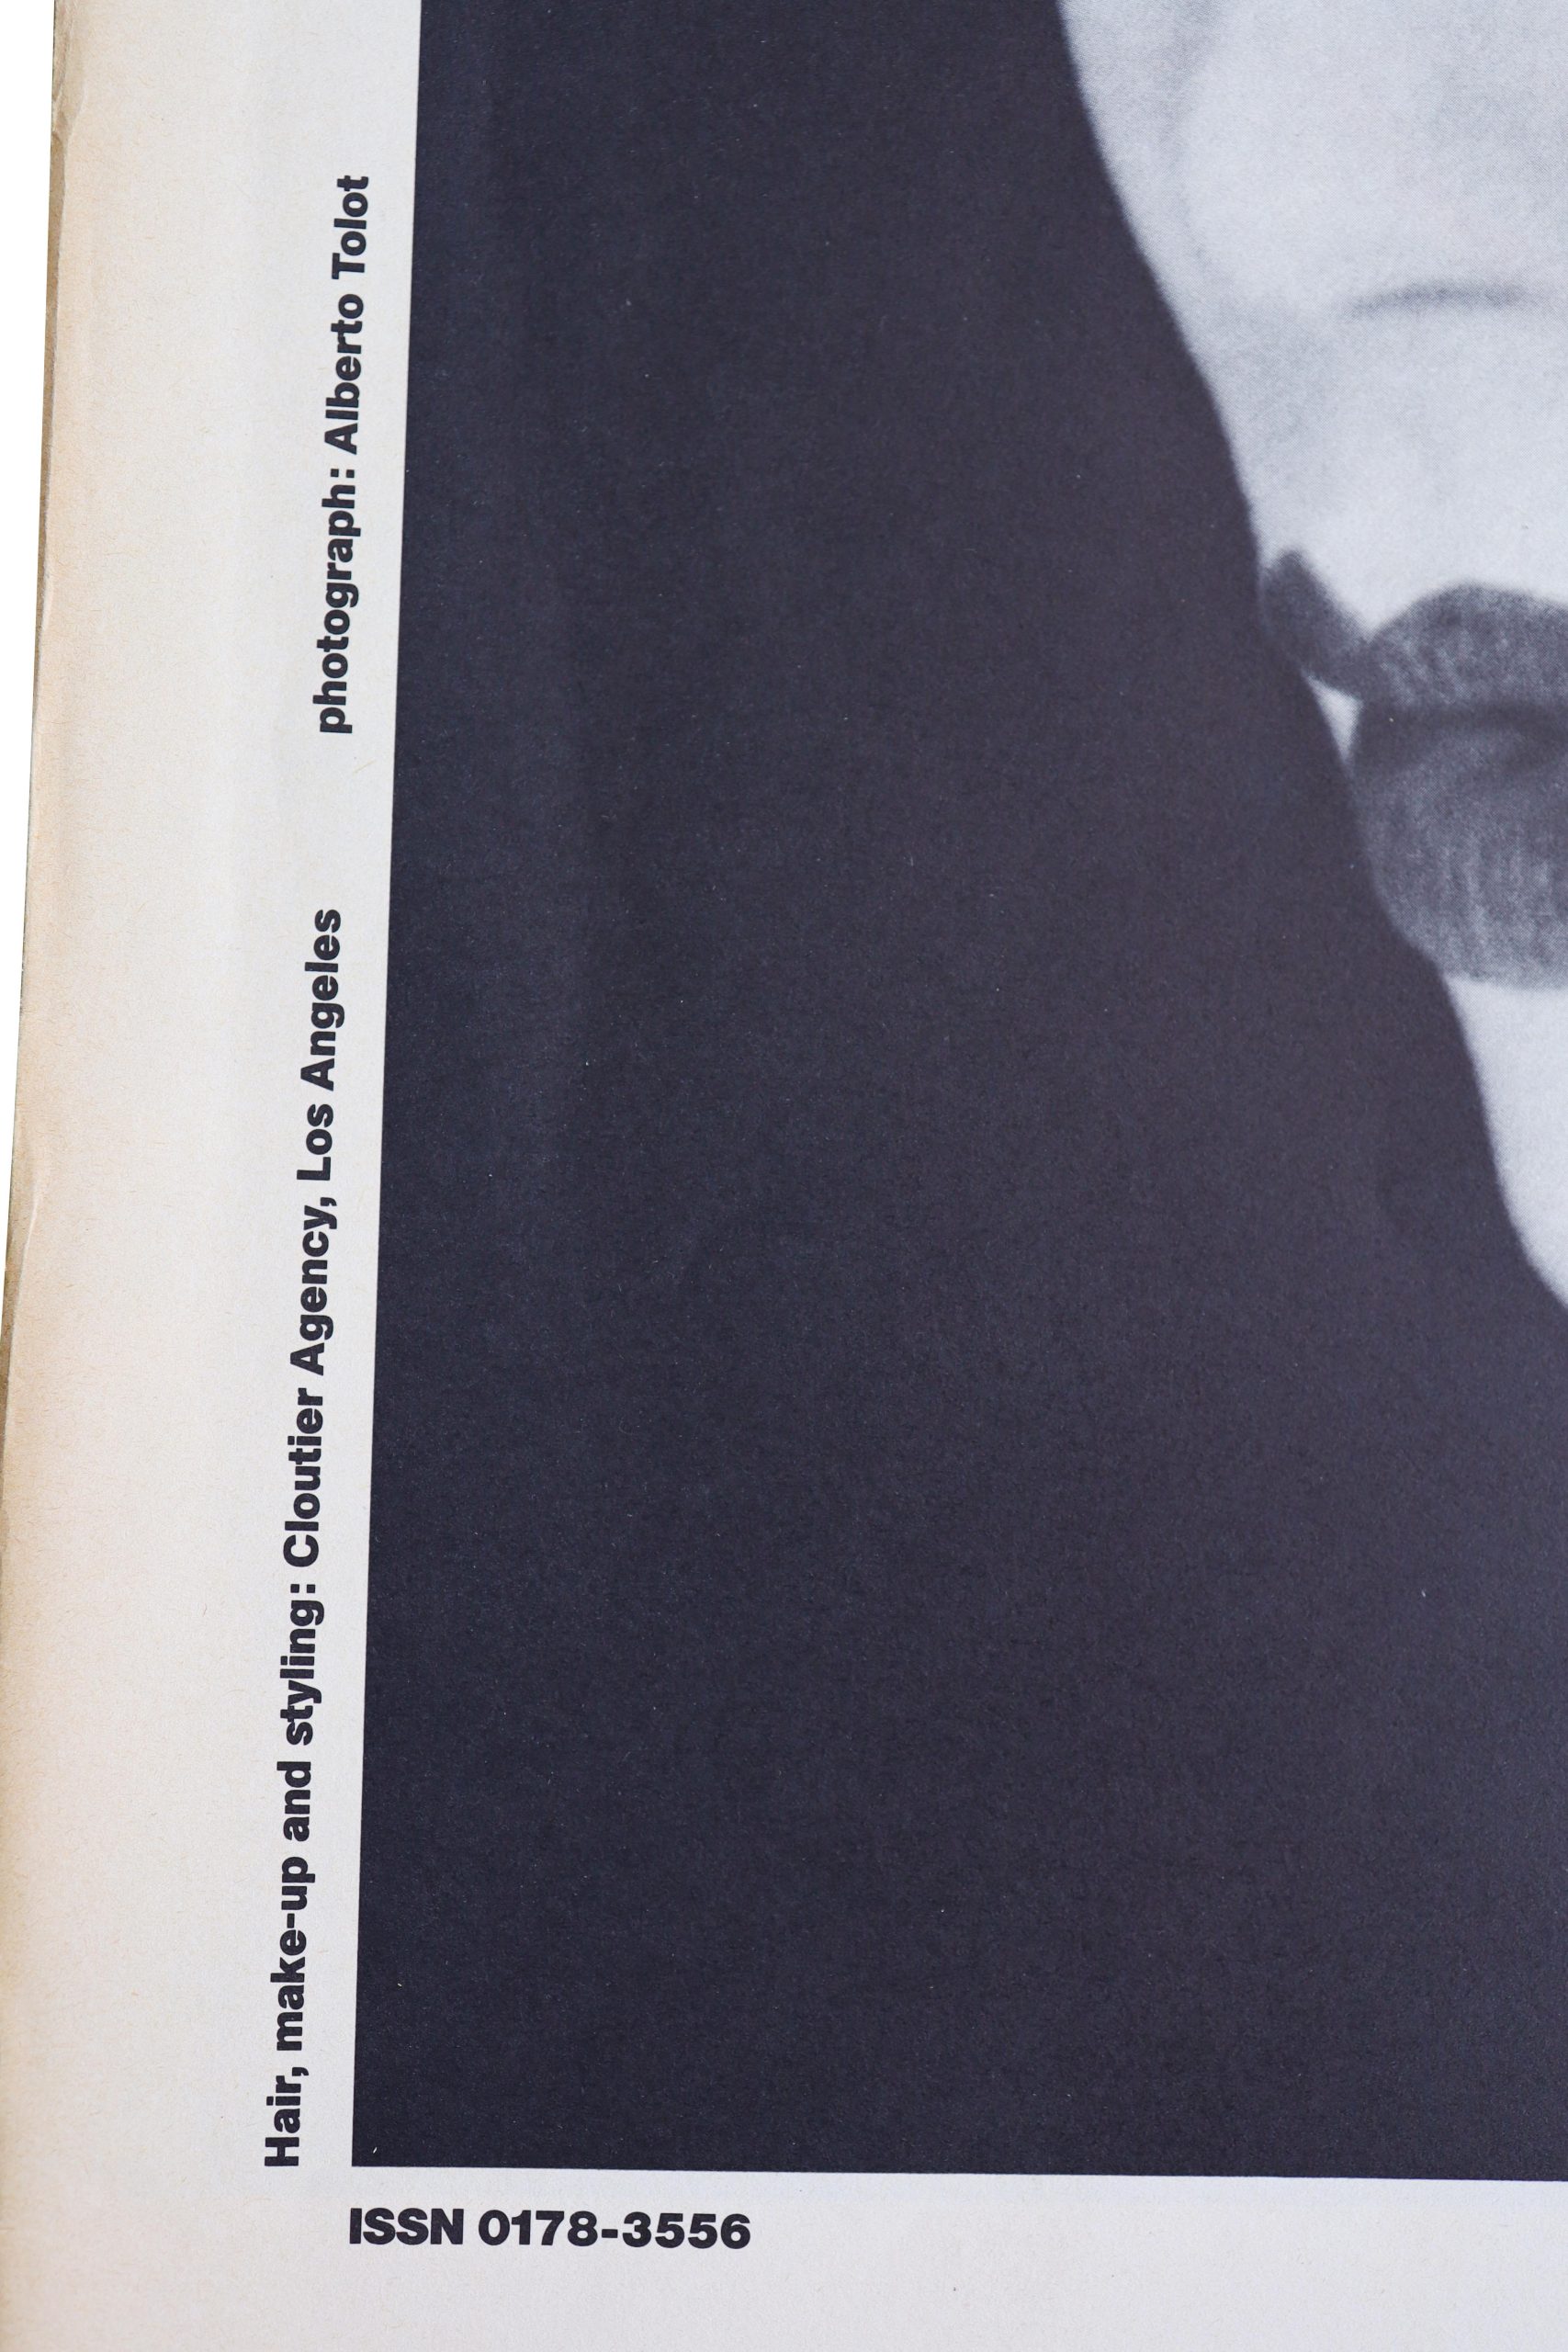 photograph: Alberto Tolot
Hair, make-up and styling: Cloutier Agency, Los Angeles
ISSN 0178-3556